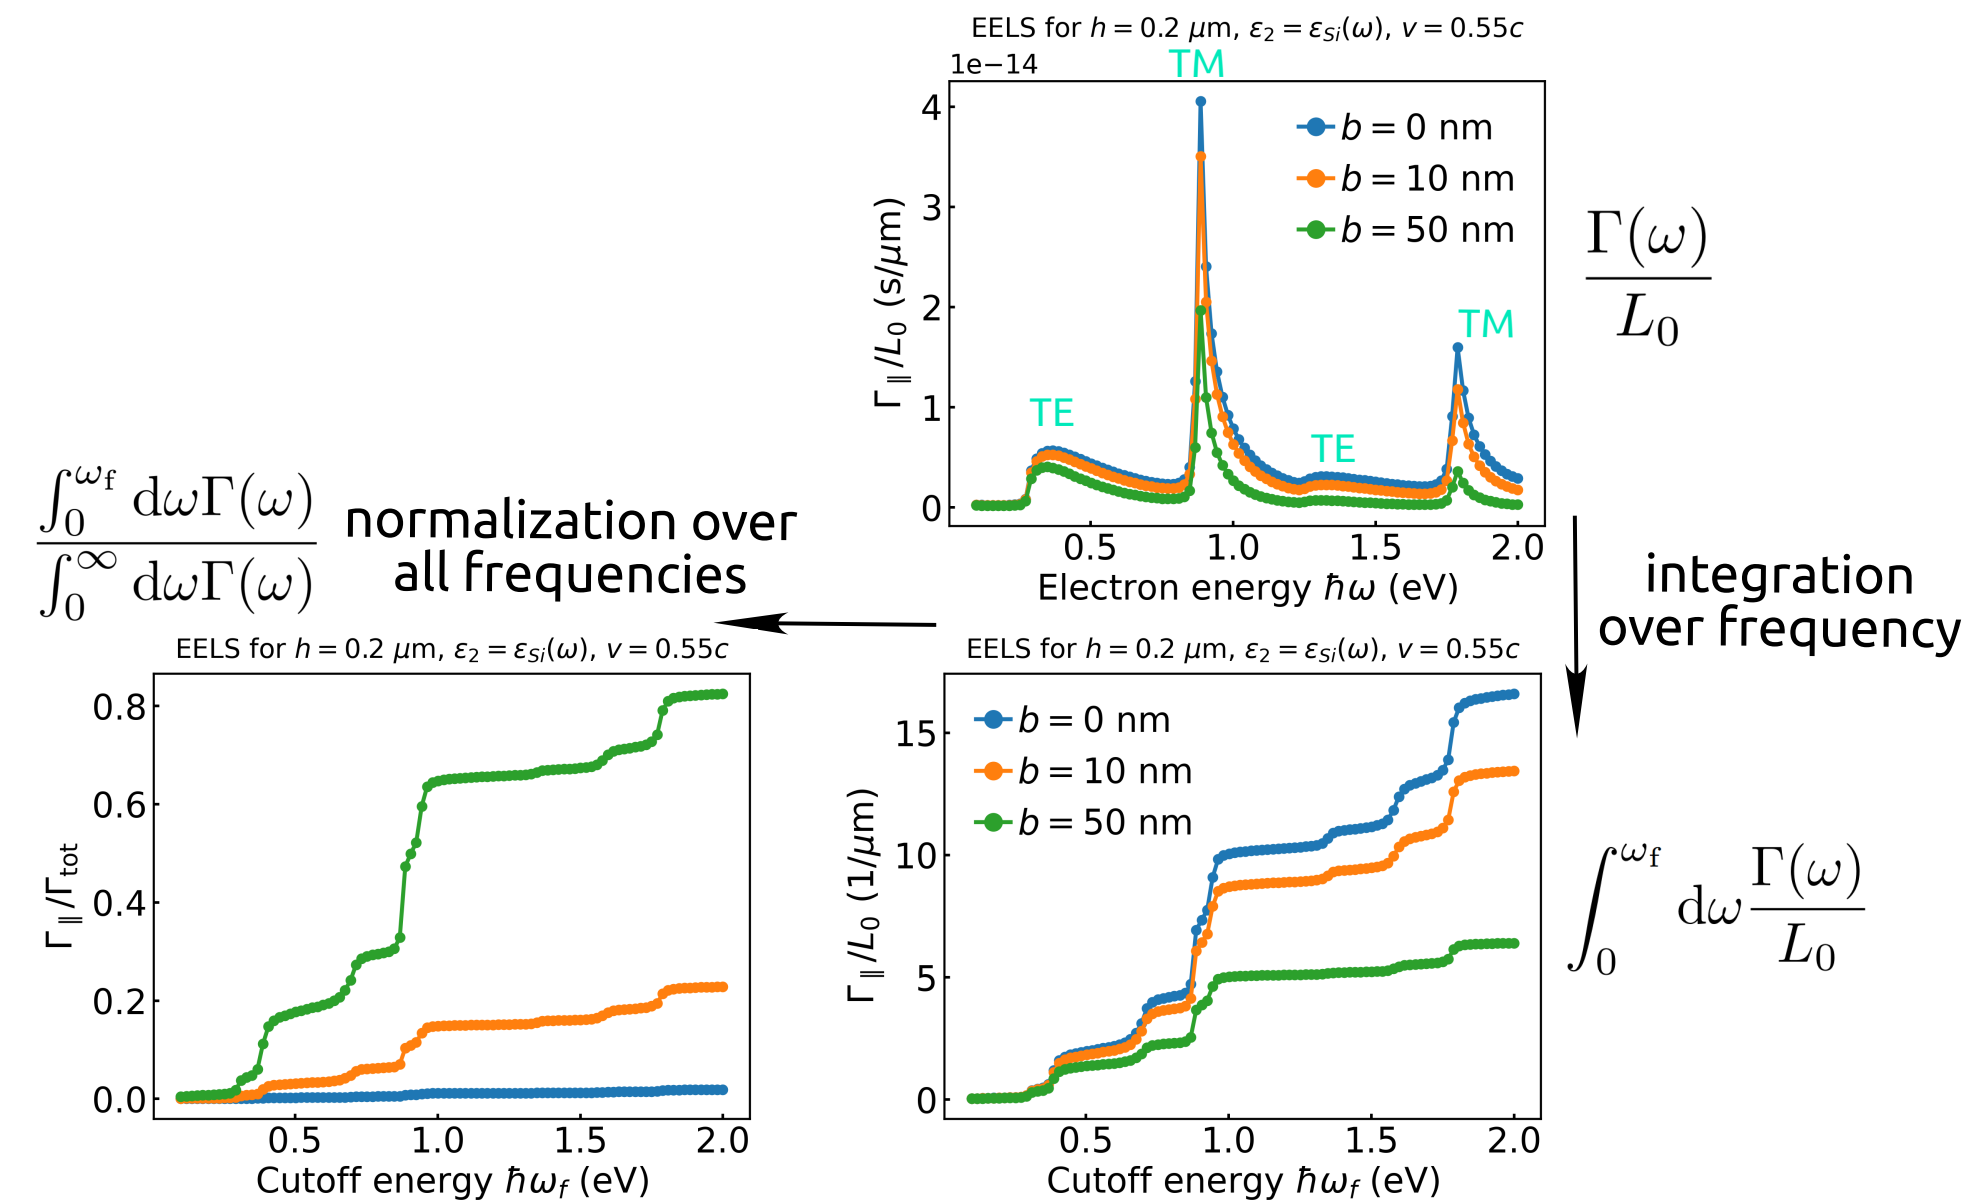 EELS for h = 0.2 μm, ε₂ = ε_Si(ω), v = 0.55c
1e−14
TM
4
3
2
1
0
b = 0 nm
b = 10 nm
b = 50 nm
TM
TE
TE
Γ∥/L₀ (s/μm)
0.5 1.0 1.5 2.0
Electron energy ħω (eV)
Γ(ω)
L₀
integration
over frequency
∫₀^ωf dωΓ(ω)
∫₀^∞ dωΓ(ω)
normalization over
all frequencies
EELS for h = 0.2 μm, ε₂ = ε_Si(ω), v = 0.55c
0.8
0.6
0.4
0.2
0.0
Γ∥/Γtot
0.5 1.0 1.5 2.0
Cutoff energy ħω_f (eV)
EELS for h = 0.2 μm, ε₂ = ε_Si(ω), v = 0.55c
b = 0 nm
b = 10 nm
b = 50 nm
15
10
5
0
Γ∥/L₀ (1/μm)
0.5 1.0 1.5 2.0
Cutoff energy ħω_f (eV)
∫₀^ωf dω Γ(ω)
L₀